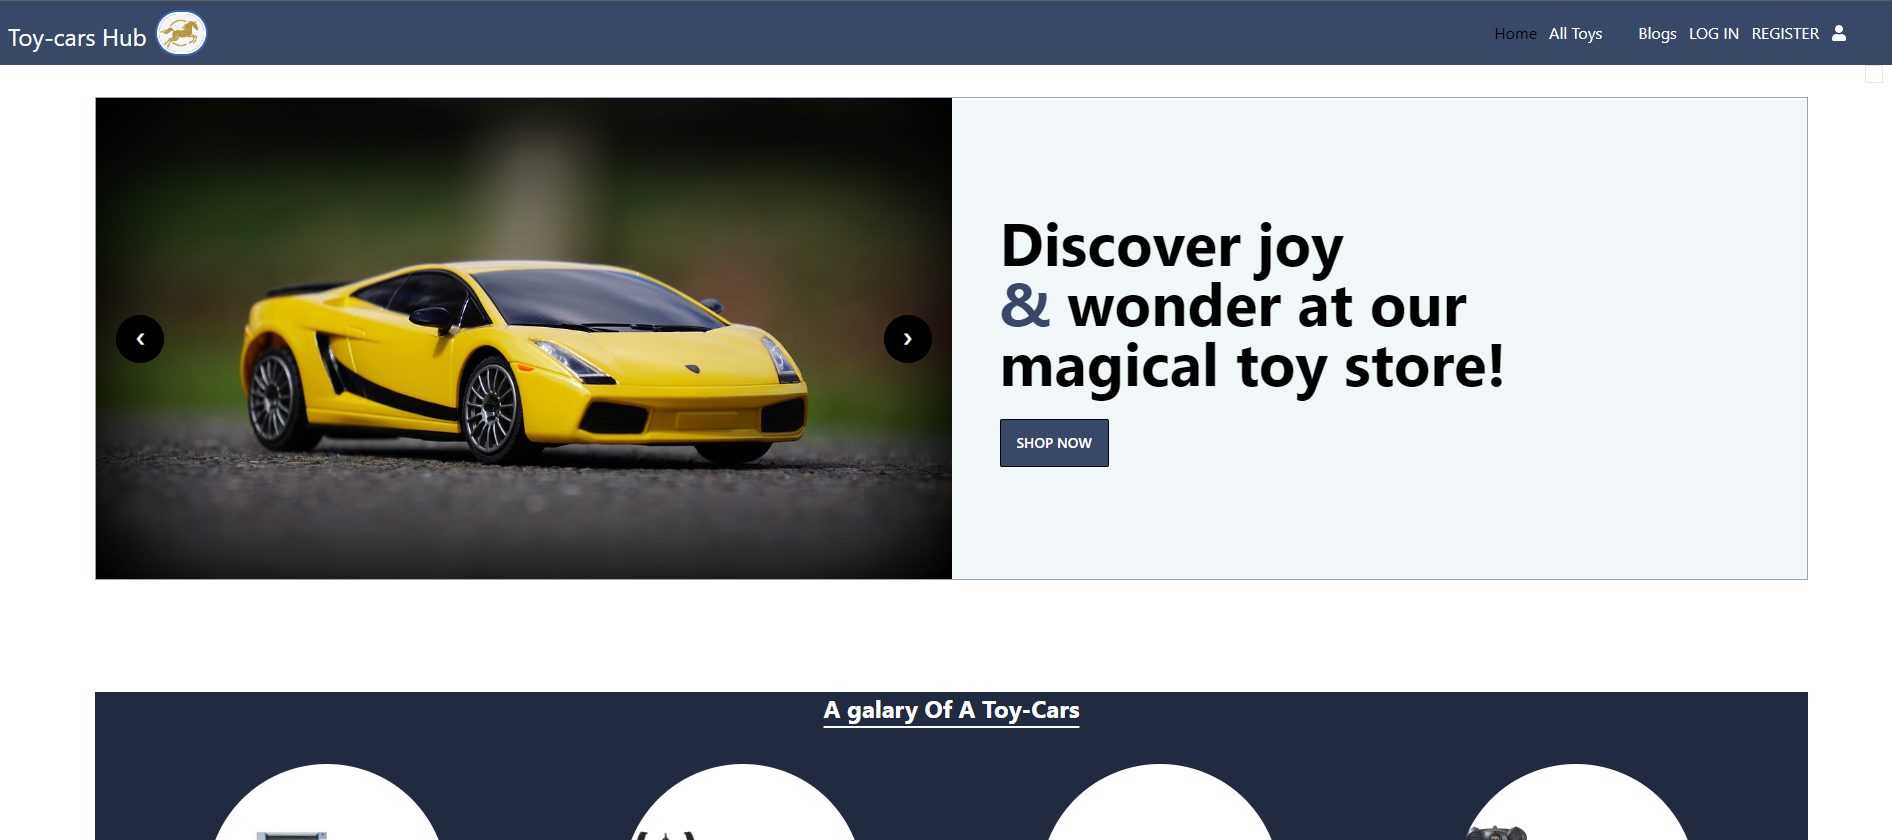 Toy-cars Hub
Home All Toys Blogs LOG IN REGISTER
Discover joy
& wonder at our
magical toy store!
SHOP NOW
A galary Of A Toy-Cars